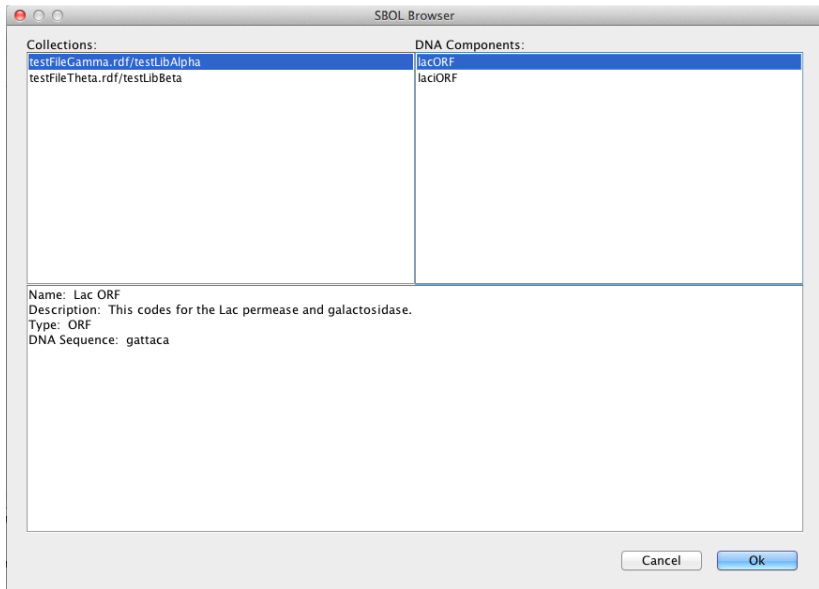 SBOL Browser
Collections:
DNA Components:
testFileGamma.rdf/testLibAlpha
testFileTheta.rdf/testLibBeta
lacORF
laciORF
Name:  Lac ORF
Description:  This codes for the Lac permease and galactosidase.
Type:  ORF
DNA Sequence:  gattaca
Cancel
Ok